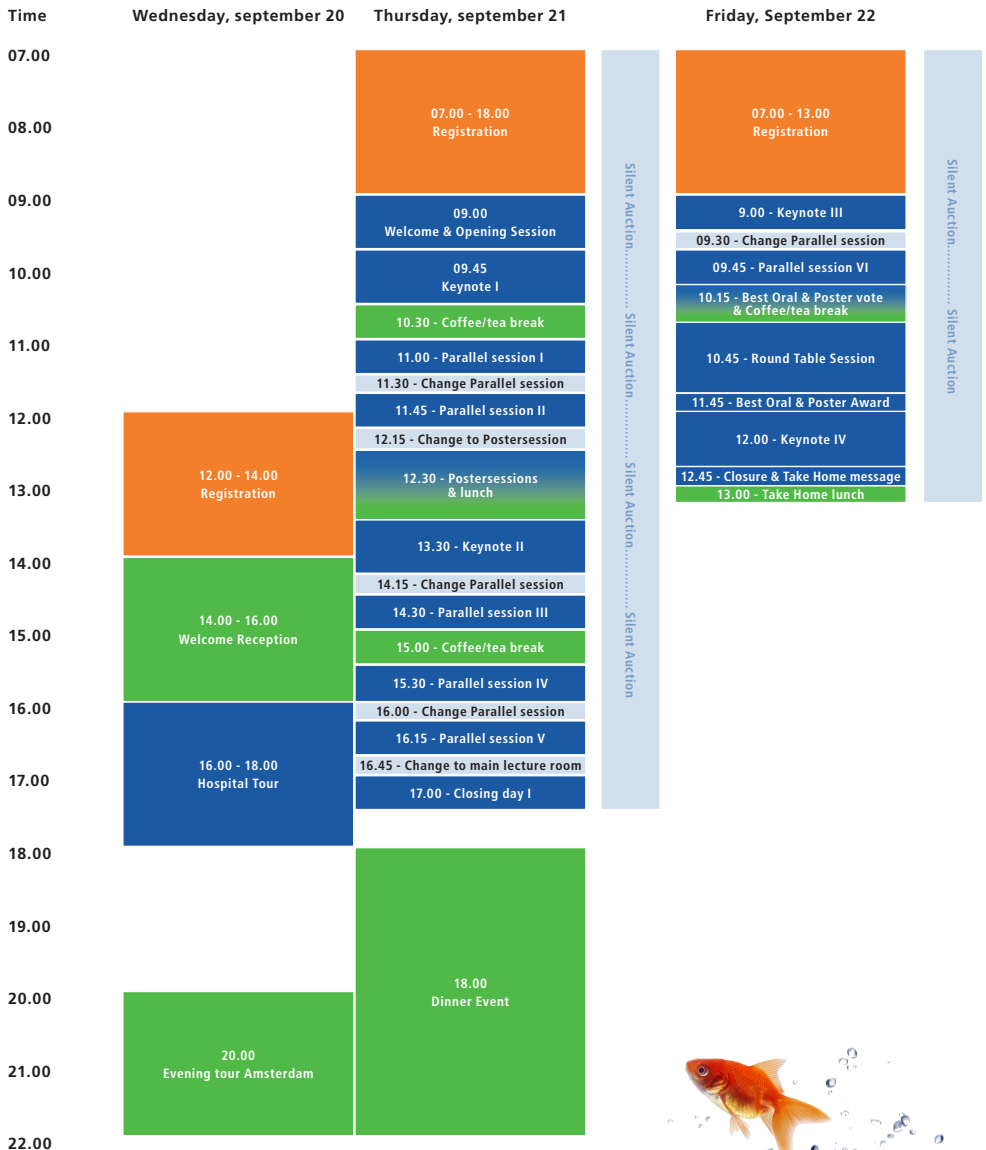 Time
Wednesday, september 20
Thursday, september 21
Friday, September 22
07.00
08.00
09.00
10.00
11.00
12.00
13.00
14.00
15.00
16.00
17.00
18.00
19.00
20.00
21.00
22.00
12.00 - 14.00
Registration
14.00 - 16.00
Welcome Reception
16.00 - 18.00
Hospital Tour
20.00
Evening tour Amsterdam
07.00 - 18.00
Registration
09.00
Welcome & Opening Session
09.45
Keynote I
10.30 - Coffee/tea break
11.00 - Parallel session I
11.30 - Change Parallel session
11.45 - Parallel session II
12.15 - Change to Postersession
12.30 - Postersessions
& lunch
13.30 - Keynote II
14.15 - Change Parallel session
14.30 - Parallel session III
15.00 - Coffee/tea break
15.30 - Parallel session IV
16.00 - Change Parallel session
16.15 - Parallel session V
16.45 - Change to main lecture room
17.00 - Closing day I
18.00
Dinner Event
Silent Auction............... Silent Auction............... Silent Auction............... Silent Auction
07.00 - 13.00
Registration
9.00 - Keynote III
09.30 - Change Parallel session
09.45 - Parallel session VI
10.15 - Best Oral & Poster vote
& Coffee/tea break
10.45 - Round Table Session
11.45 - Best Oral & Poster Award
12.00 - Keynote IV
12.45 - Closure & Take Home message
13.00 - Take Home lunch
Silent Auction............... Silent Auction